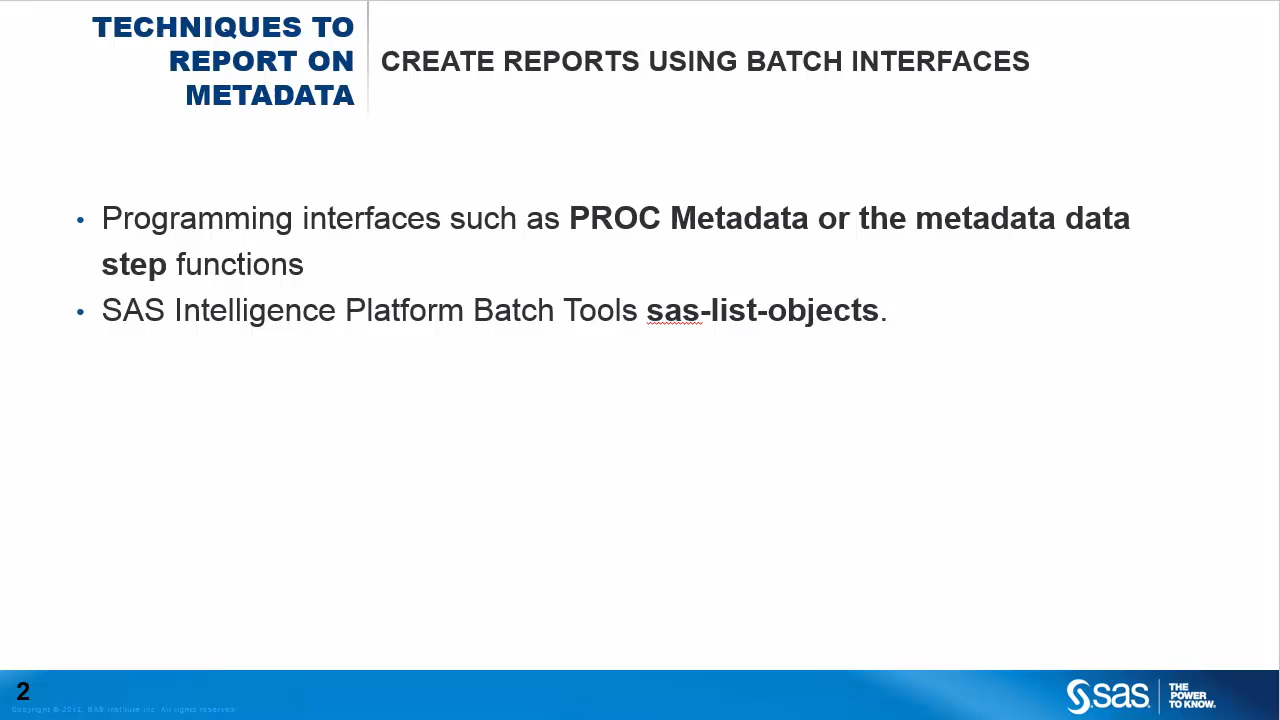 TECHNIQUES TO
REPORT ON
METADATA
CREATE REPORTS USING BATCH INTERFACES
• Programming interfaces such as PROC Metadata or the metadata data
step functions
• SAS Intelligence Platform Batch Tools sas-list-objects.
2
sas
THE
POWER
TO KNOW.